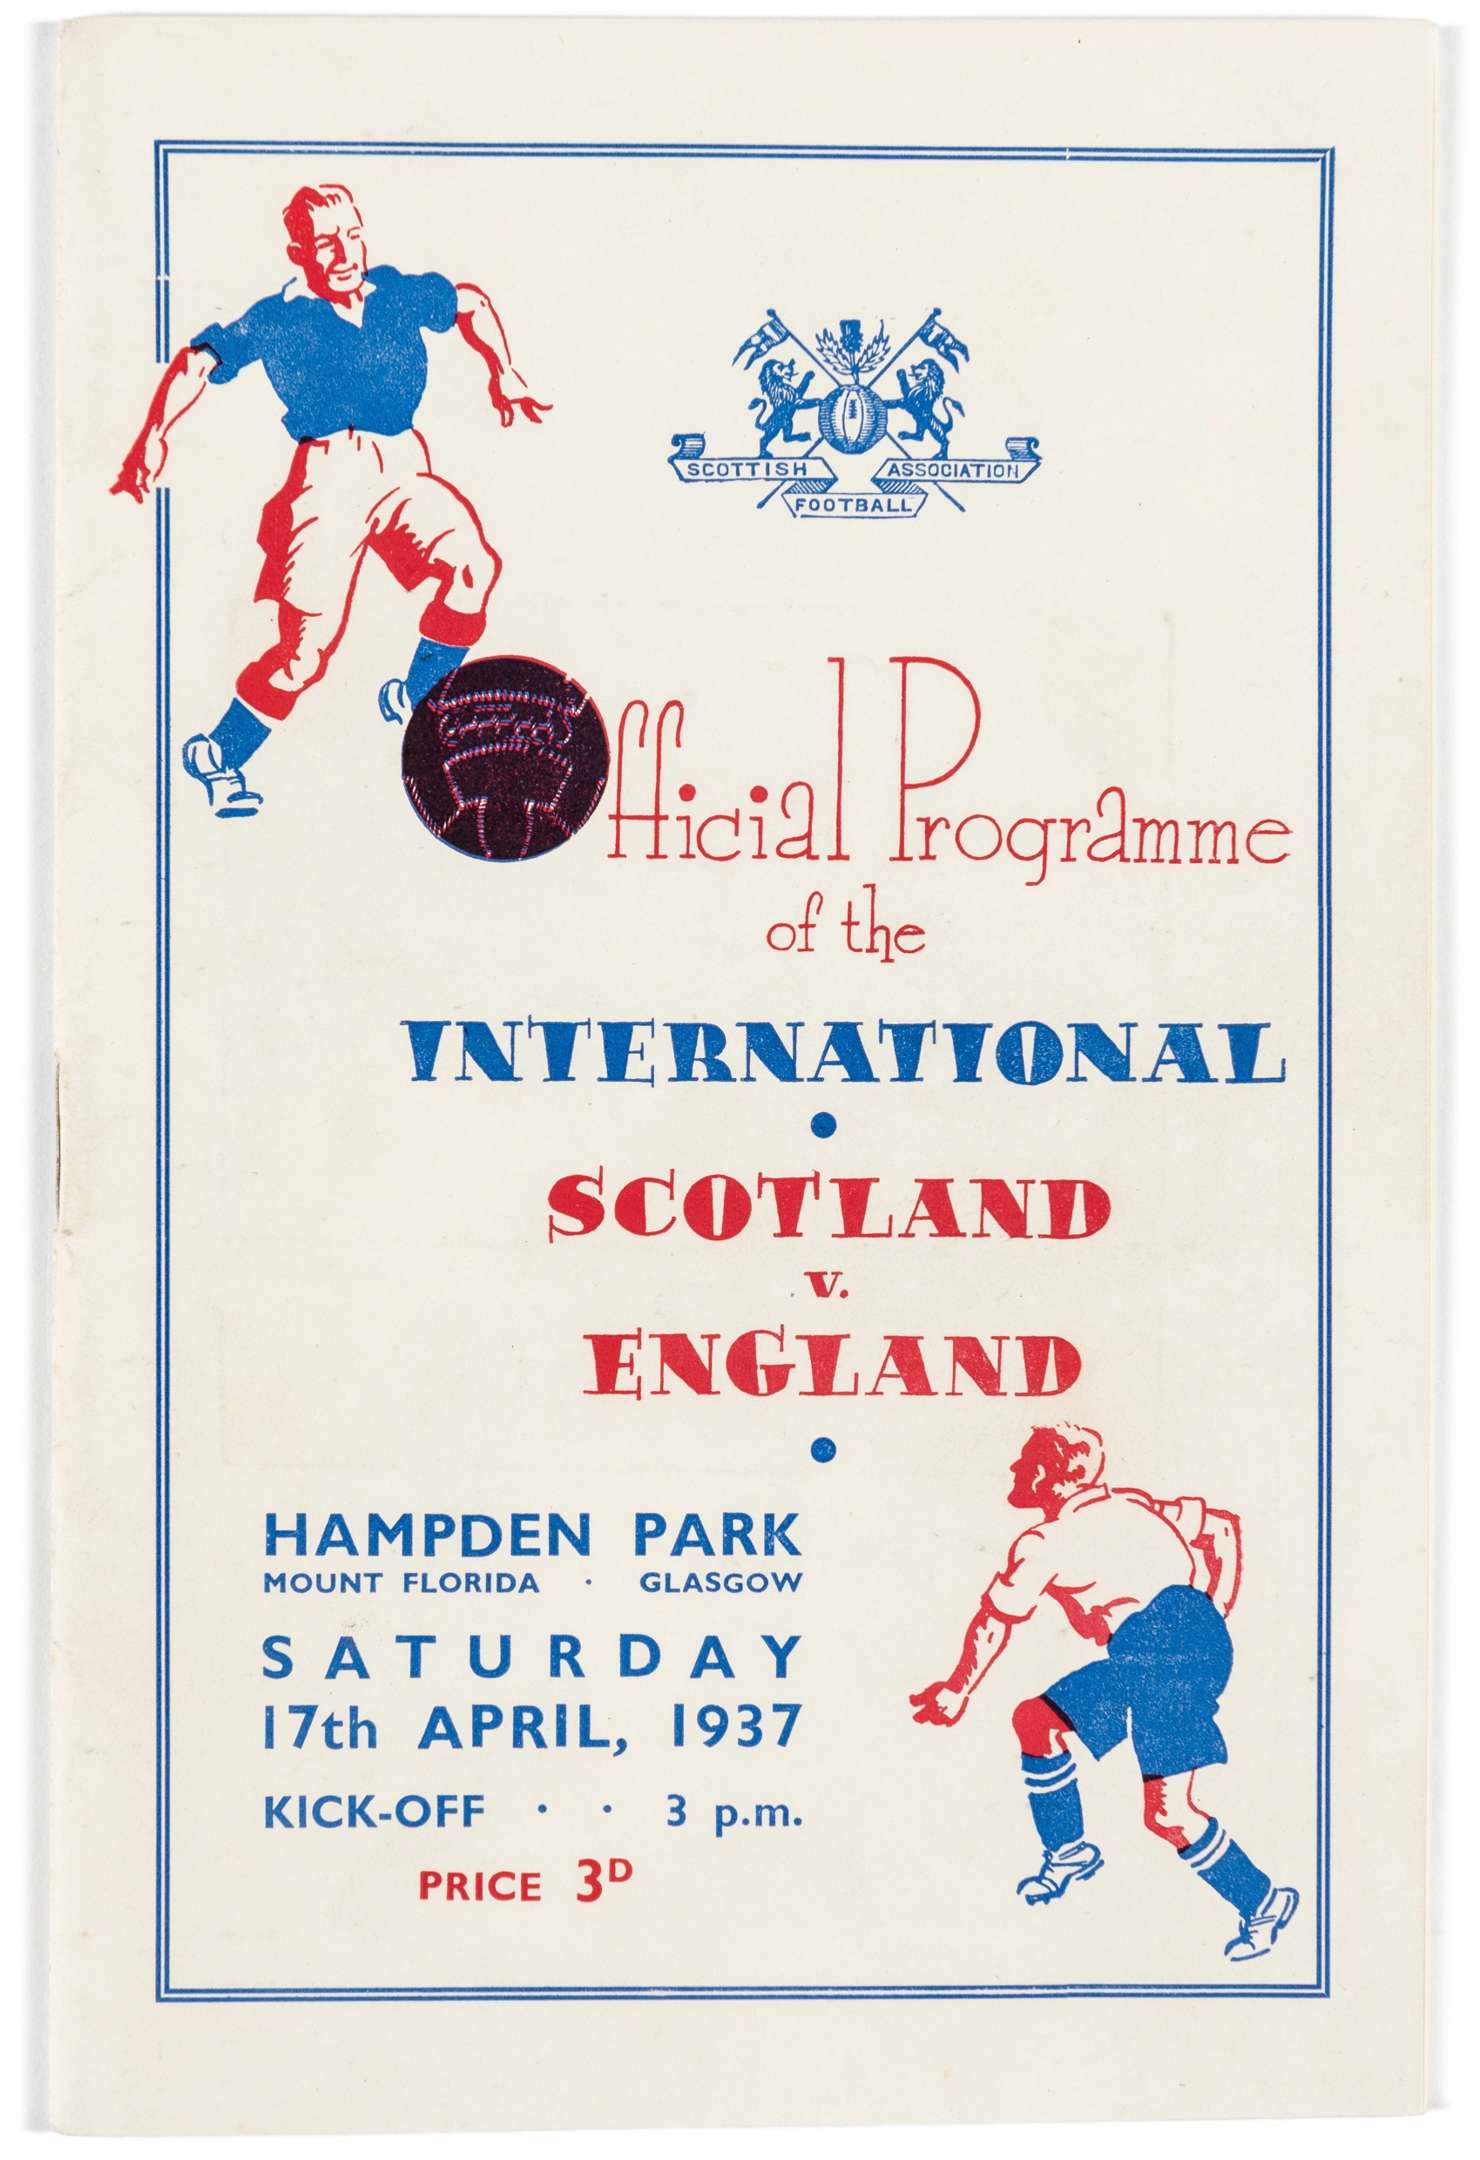 SCOTTISH ASSOCIATION
FOOTBALL
Official Programme
of the
INTERNATIONAL
SCOTLAND
v.
ENGLAND
HAMPDEN PARK
MOUNT FLORIDA · GLASGOW
SATURDAY
17th APRIL, 1937
KICK-OFF · · 3 p.m.
PRICE 3D